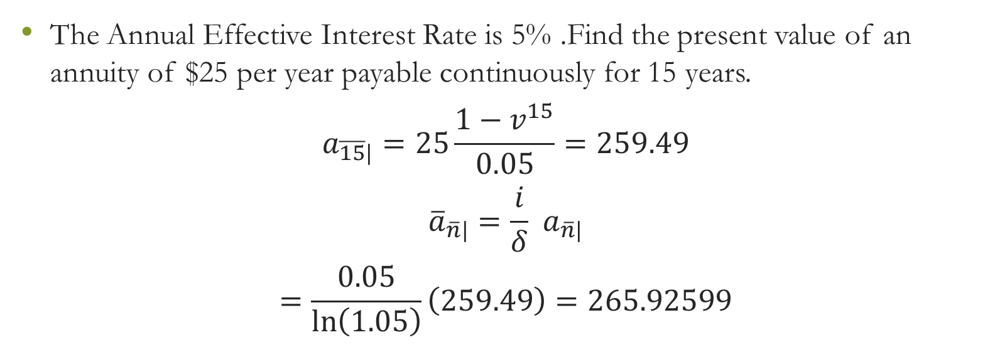 • The Annual Effective Interest Rate is 5% .Find the present value of an
annuity of $25 per year payable continuously for 15 years.
$a_{\overline{15}|} = 25\frac{1 - v^{15}}{0.05} = 259.49$
$\bar{a}_{\bar{n}|} = \frac{i}{\delta} \ a_{\bar{n}|}$
$= \frac{0.05}{\ln(1.05)}(259.49) = 265.92599$